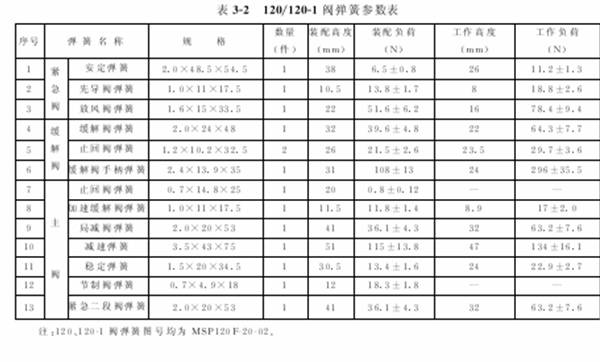 表 3-2 120/120-1 阀弹簧参数表
序号 弹簧名称 规格 数量(件) 装配高度(mm) 装配负荷(N) 工作高度(mm) 工作负荷(N)
紧急阀
1 安定弹簧 2.0×48.5×54.5 1 38 6.5±0.8 26 11.2±1.3
2 先导阀弹簧 1.0×11×17.5 1 10.5 13.8±1.7 8 18.8±2.6
3 放风阀弹簧 1.6×15×33.5 1 22 51.6±6.2 16 78.4±9.4
缓解阀
4 缓解阀弹簧 2.0×24×48 1 32 39.6±4.8 22 64.3±7.7
5 止回阀弹簧 1.2×10.2×32.5 2 26 21.5±2.6 23.5 29.7±3.6
6 缓解阀手柄弹簧 2.4×13.9×35 1 31 108±13 24 296±35.5
主阀
7 止回阀弹簧 0.7×14.8×25 1 20 0.8±0.12 — —
8 加速缓解阀弹簧 1.0×11×17.5 1 11.5 11.8±1.4 8.9 17±2.0
9 局减阀弹簧 2.0×20×53 1 41 36.1±4.3 32 63.2±7.6
10 减速弹簧 3.5×43×75 1 51 115±13.8 47 134±16.1
11 稳定弹簧 1.5×20×34.5 1 30.5 13.4±1.6 24 22.9±2.7
12 节制阀弹簧 0.7×4.9×18 1 12 18.3±1.8 — —
13 紧急二段阀弹簧 2.0×20×53 1 41 36.1±4.3 32 63.2±7.6
注:120、120-1 阀弹簧图号均为 MSP120F-20-02。